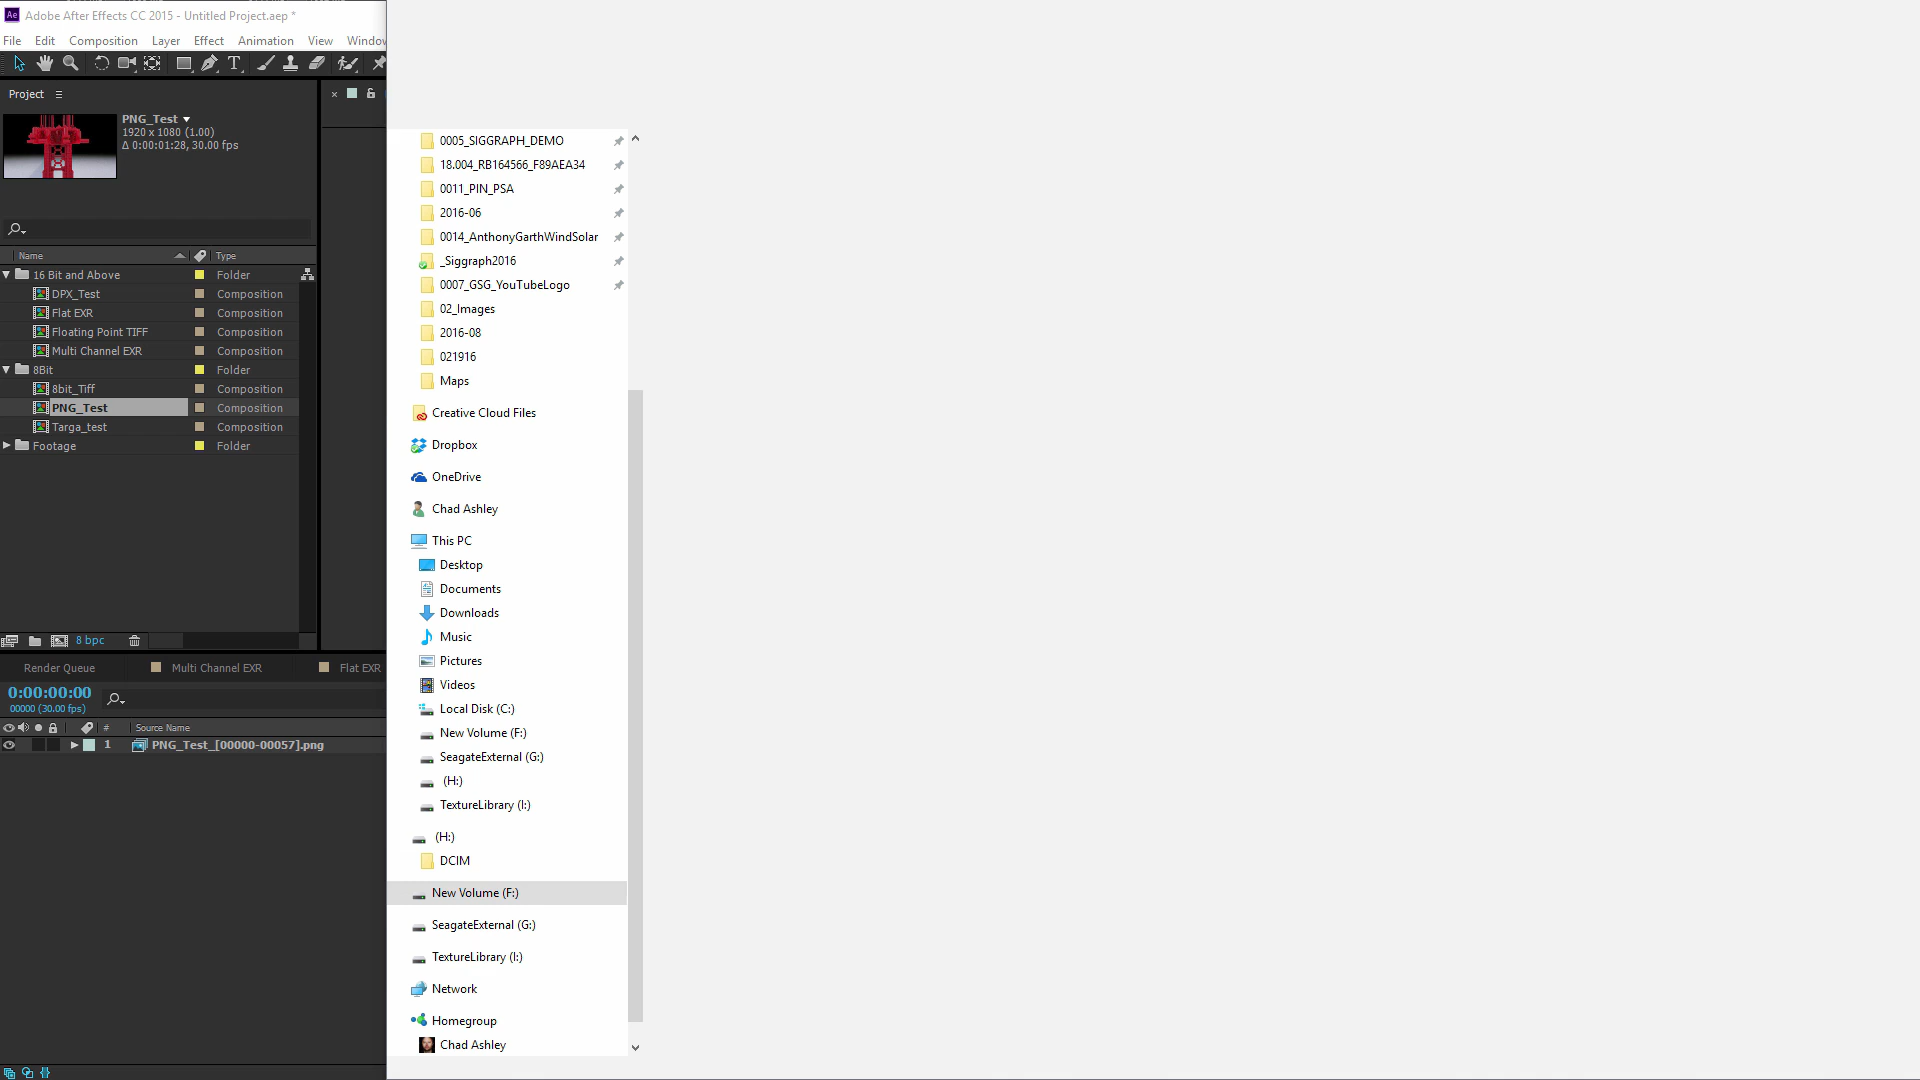 Adobe After Effects CC 2015 - Untitled Project.aep *
File Edit Composition Layer Effect Animation View Window
Project
PNG_Test
1920 x 1080 (1.00)
Δ 0:00:01:28, 30.00 fps
Name Type
16 Bit and Above Folder
DPX_Test Composition
Flat EXR Composition
Floating Point TIFF Composition
Multi Channel EXR Composition
8Bit Folder
8bit_Tiff Composition
PNG_Test Composition
Targa_test Composition
Footage Folder
8 bpc
Render Queue Multi Channel EXR Flat EXR
0:00:00:00
00000 (30.00 fps)
# Source Name
1 PNG_Test_[00000-00057].png
0005_SIGGRAPH_DEMO
18.004_RB164566_F89AEA34
0011_PIN_PSA
2016-06
0014_AnthonyGarthWindSolar
_Siggraph2016
0007_GSG_YouTubeLogo
02_Images
2016-08
021916
Maps
Creative Cloud Files
Dropbox
OneDrive
Chad Ashley
This PC
Desktop
Documents
Downloads
Music
Pictures
Videos
Local Disk (C:)
New Volume (F:)
SeagateExternal (G:)
(H:)
TextureLibrary (I:)
(H:)
DCIM
New Volume (F:)
SeagateExternal (G:)
TextureLibrary (I:)
Network
Homegroup
Chad Ashley